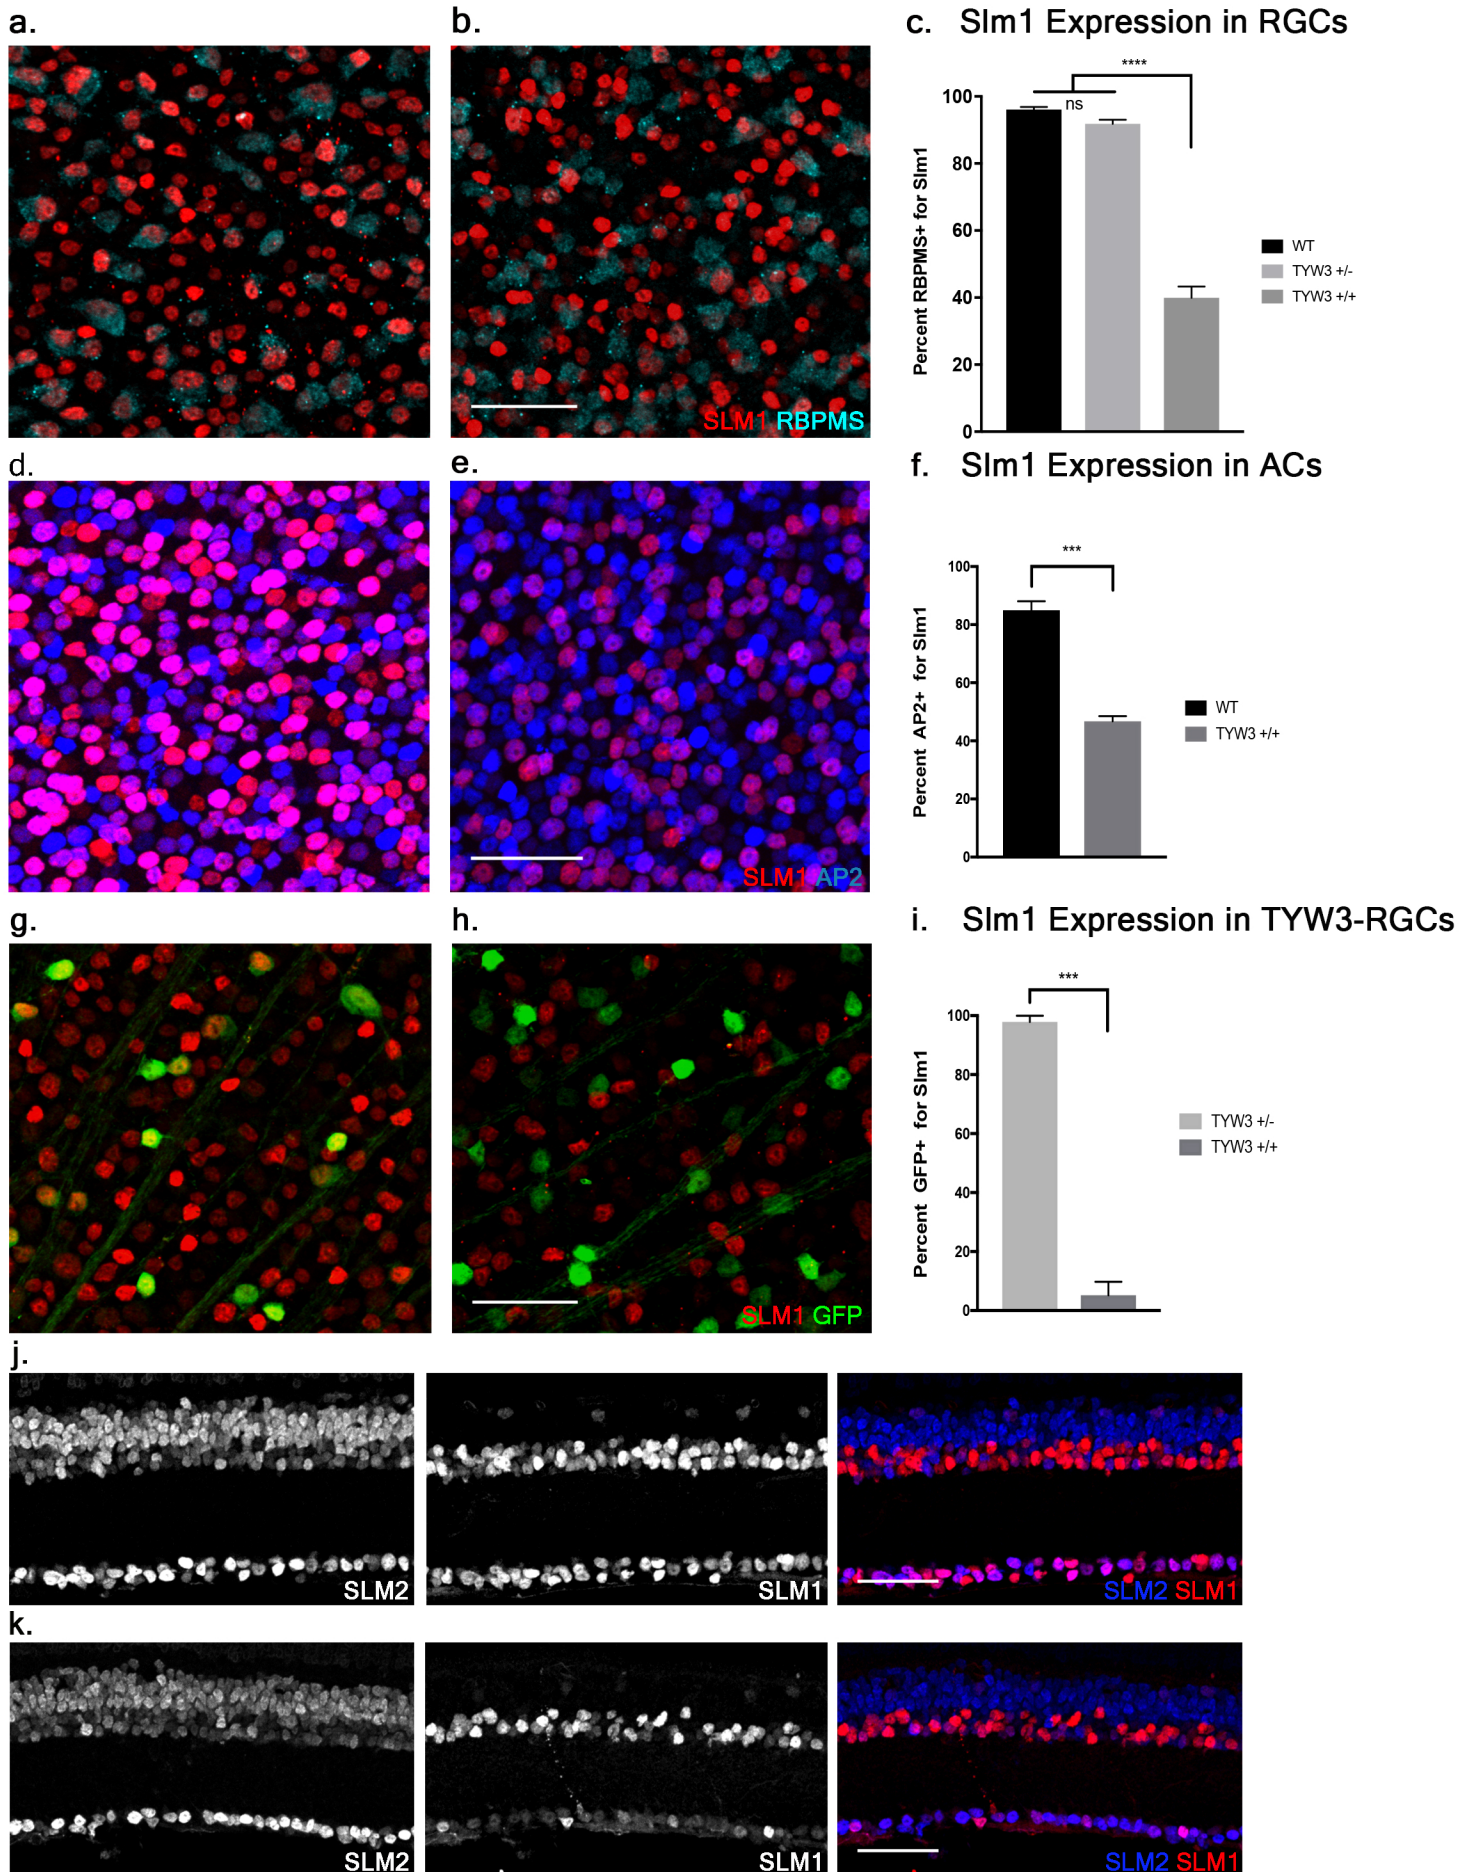 a.
b.
c. Slm1 Expression in RGCs
****
ns
100
80
60
40
20
0
Percent RBPMS+ for Slm1
WT
TYW3 +/-
TYW3 +/+
SLM1 RBPMS
d.
e.
f. Slm1 Expression in ACs
***
100
80
60
40
20
0
Percent AP2+ for Slm1
WT
TYW3 +/+
SLM1 AP2
g.
h.
i. Slm1 Expression in TYW3-RGCs
***
100
80
60
40
20
0
Percent GFP+ for Slm1
TYW3 +/-
TYW3 +/+
SLM1 GFP
j.
SLM2
SLM1
SLM2 SLM1
k.
SLM2
SLM1
SLM2 SLM1